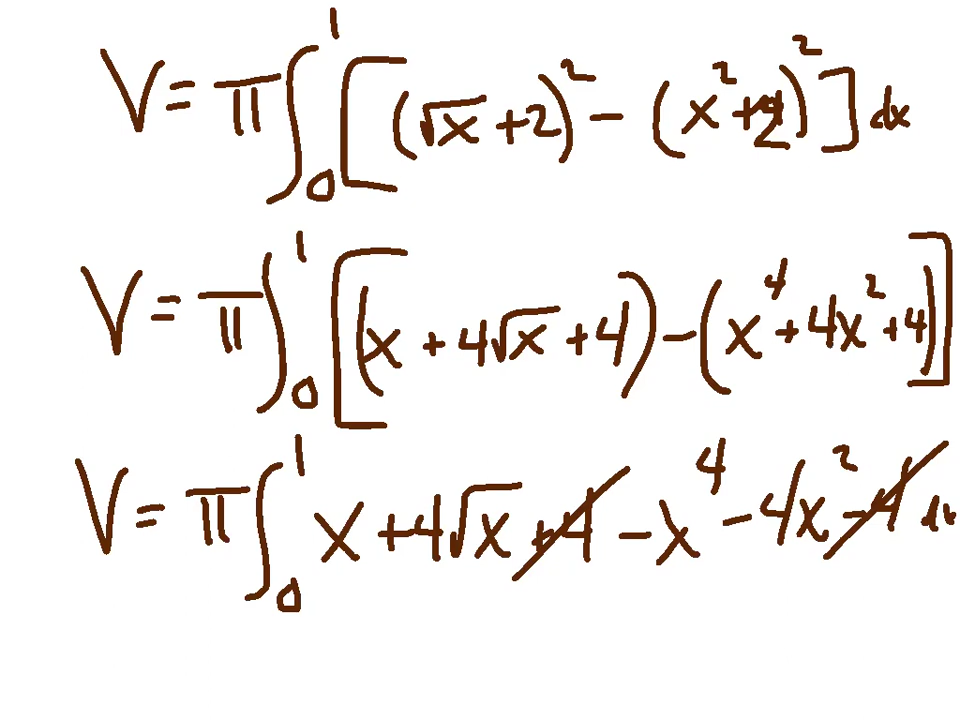 V = π∫₀¹ [(√x + 2)² − (x² + 2)²] dx
V = π∫₀¹ [(x + 4√x + 4) − (x⁴ + 4x² + 4)]
V = π∫₀¹ x + 4√x + 4 − x⁴ − 4x² − 4 dx